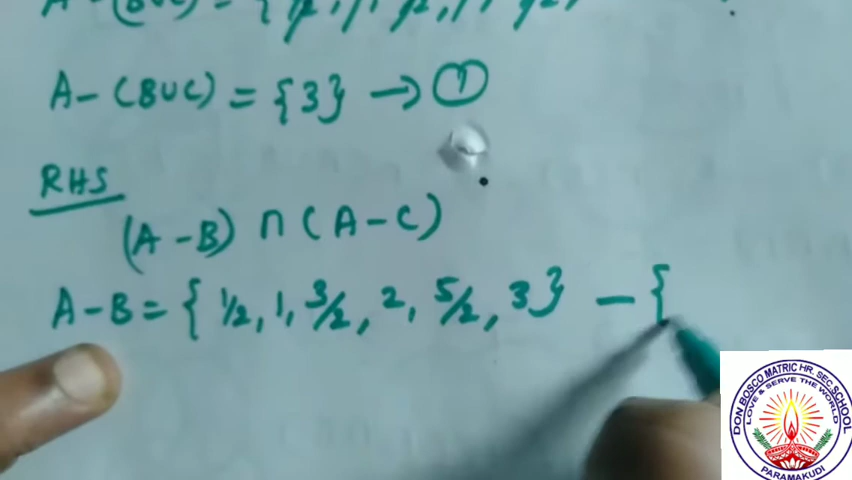 A-(BUC) = {
A-(BUC) = {3} → ①
RHS
(A-B) ∩ (A-C)
A-B = { 1/2, 1, 3/2, 2, 5/2, 3} - {
DON BOSCO MATRIC HR. SEC. SCHOOL
LOVE & SERVE THE WORLD
PARAMAKUDI